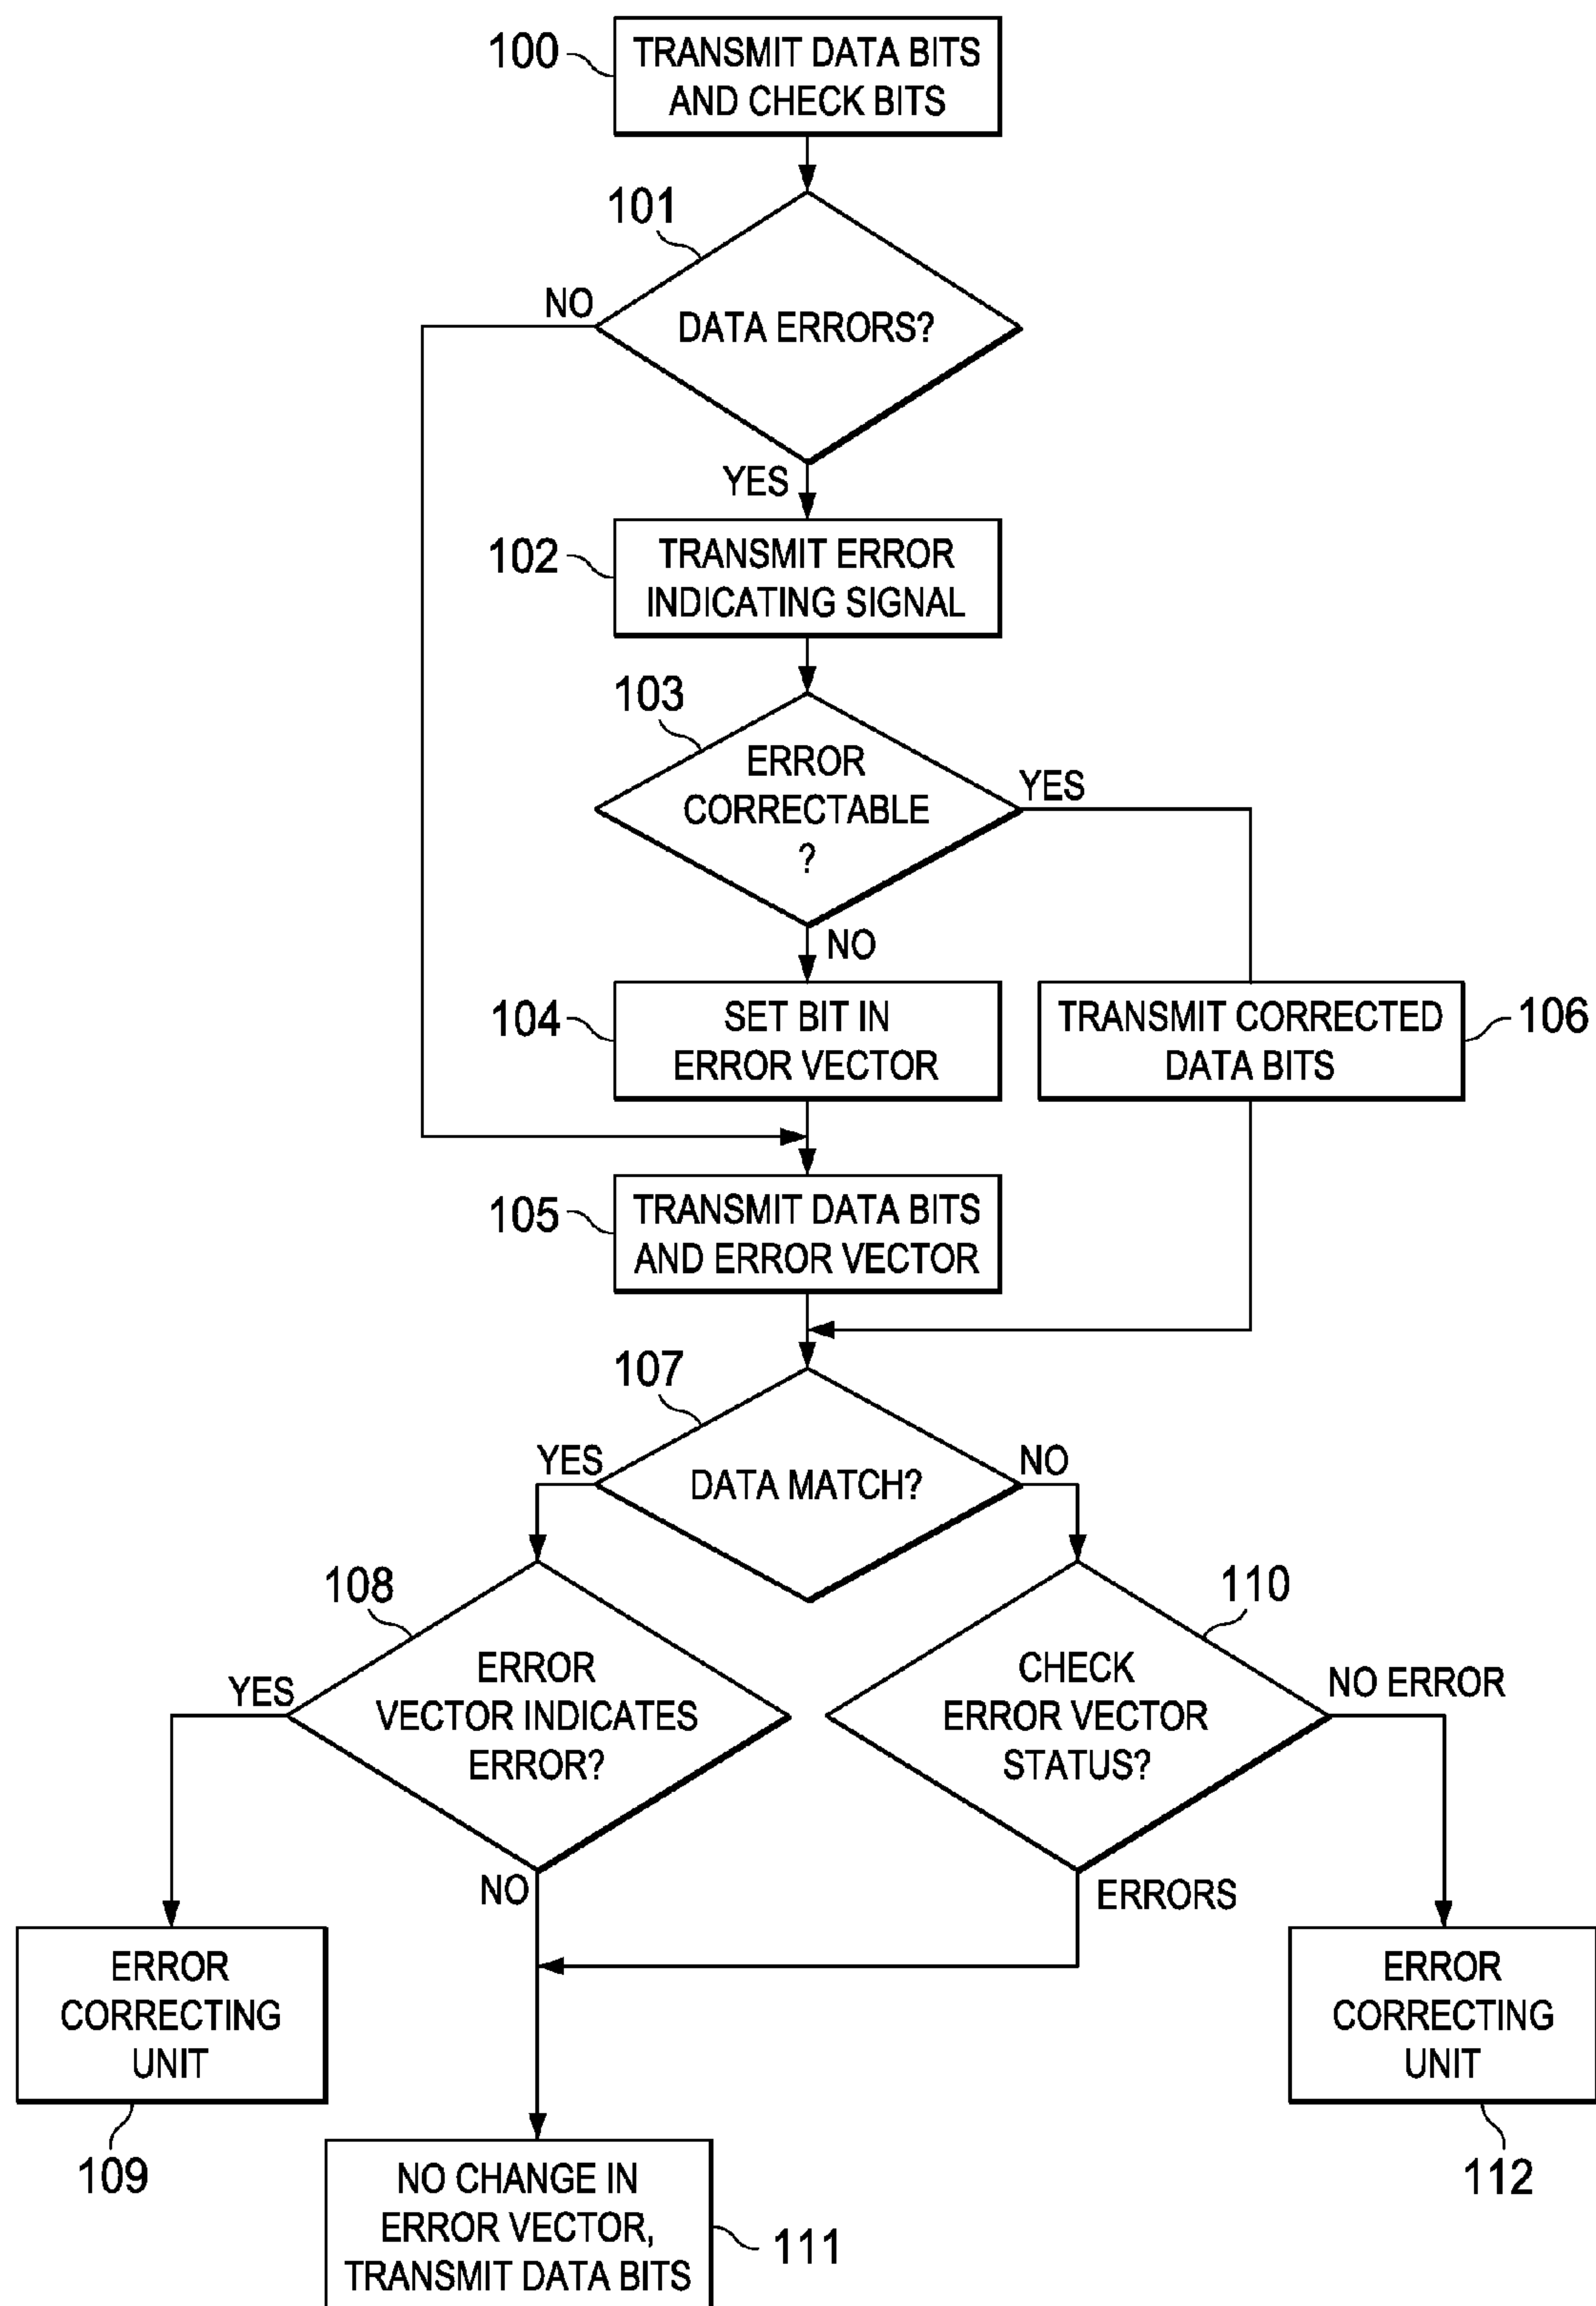 100
TRANSMIT DATA BITS
AND CHECK BITS
101
NO
DATA ERRORS?
YES
102
TRANSMIT ERROR
INDICATING SIGNAL
103
ERROR
CORRECTABLE
?
YES
NO
104
SET BIT IN
ERROR VECTOR
TRANSMIT CORRECTED
DATA BITS
106
105
TRANSMIT DATA BITS
AND ERROR VECTOR
107
YES
DATA MATCH?
NO
108
YES
ERROR
VECTOR INDICATES
ERROR?
NO
110
CHECK
ERROR VECTOR
STATUS?
NO ERROR
ERRORS
ERROR
CORRECTING
UNIT
109
ERROR
CORRECTING
UNIT
112
NO CHANGE IN
ERROR VECTOR,
TRANSMIT DATA BITS
111